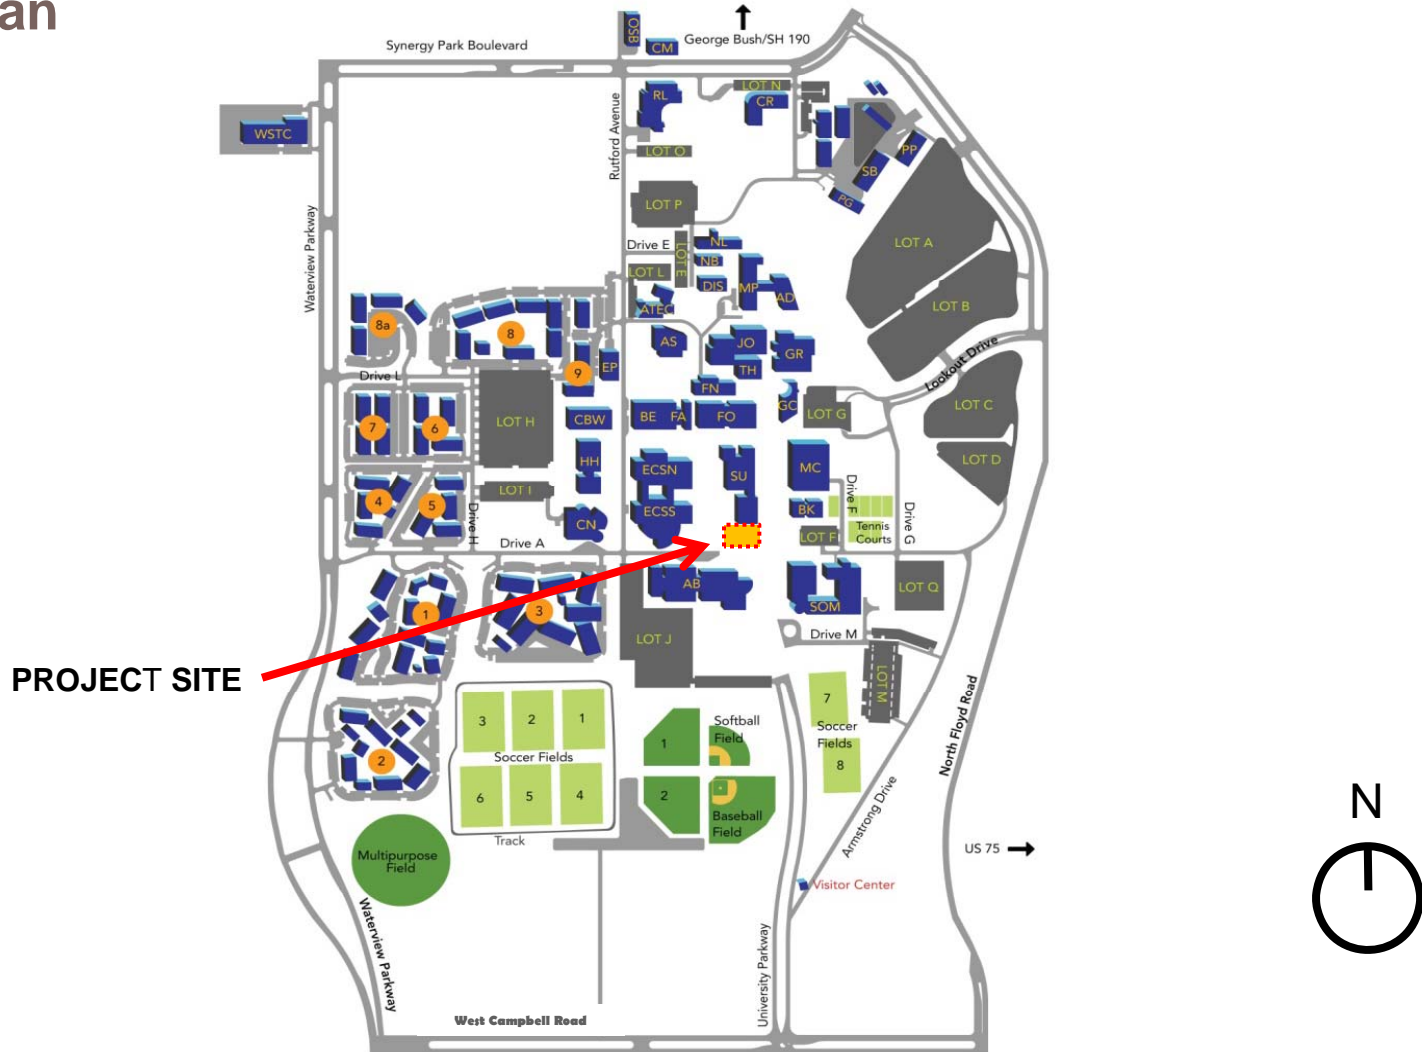 an
OSB
CM
George Bush/SH 190
Synergy Park Boulevard
WSTC
Rutford Avenue
RL
LOT N
CR
LOT O
PP
SB
PG
LOT P
LOT A
Waterview Parkway
Drive E
LOT E
NL
NB
LOT L
DIS
MP
AD
ATEC
LOT B
8a
8
9
EP
AS
JO
TH
GR
Lookout Drive
Drive L
FN
GC
LOT G
LOT C
7
6
LOT H
CBW
BE
FA
FO
HH
ECSN
SU
MC
LOT D
4
5
LOT I
Drive H
CN
ECSS
BK
Drive F
Drive G
Tennis
Courts
LOT F
Drive A
AB
SOM
LOT Q
1
3
LOT J
Drive M
PROJECT SITE
LOT M
2
3
2
1
Soccer Fields
6
5
4
Track
1
2
Softball
Field
Baseball
Field
7
Soccer
Fields
8
North Floyd Road
Armstrong Drive
US 75
N
Multipurpose
Field
Visitor Center
Waterview Parkway
University Parkway
West Campbell Road